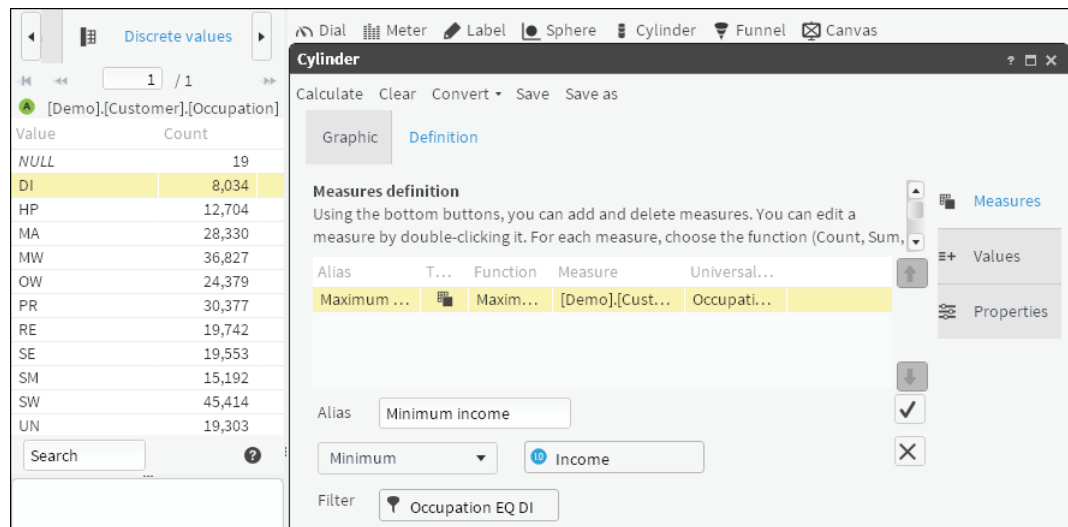 Discrete values
1 / 1
[Demo].[Customer].[Occupation]
Value Count
NULL 19
DI 8,034
HP 12,704
MA 28,330
MW 36,827
OW 24,379
PR 30,377
RE 19,742
SE 19,553
SM 15,192
SW 45,414
UN 19,303
Search
Dial Meter Label Sphere Cylinder Funnel Canvas
Cylinder
Calculate Clear Convert Save Save as
Graphic Definition
Measures definition
Using the bottom buttons, you can add and delete measures. You can edit a
measure by double-clicking it. For each measure, choose the function (Count, Sum,
Alias T... Function Measure Universal...
Maximum ... Maxim... [Demo].[Cust... Occupati...
Alias Minimum income
Minimum Income
Filter Occupation EQ DI
Measures
Values
Properties